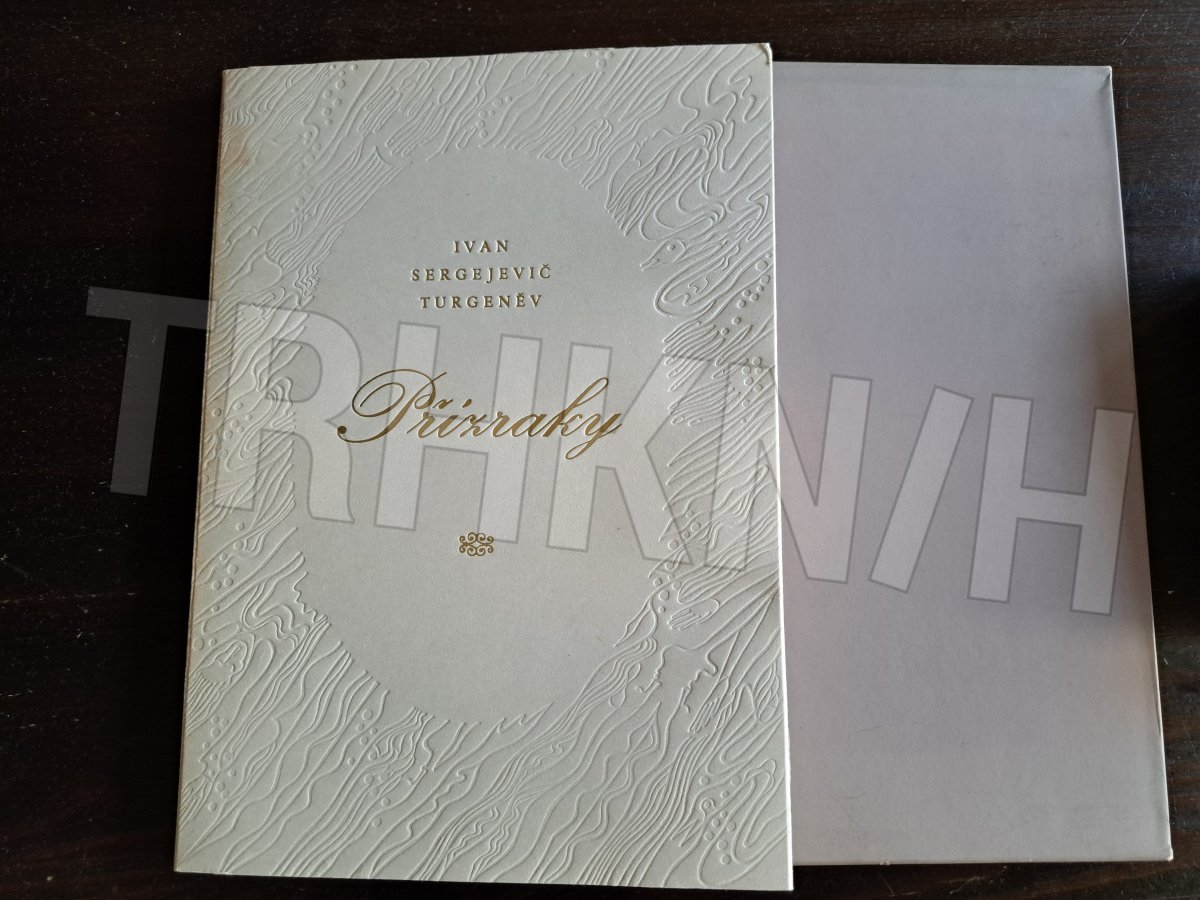 IVAN
SERGEJEVIČ
TURGENĚV
Přízraky
TRHKNIH